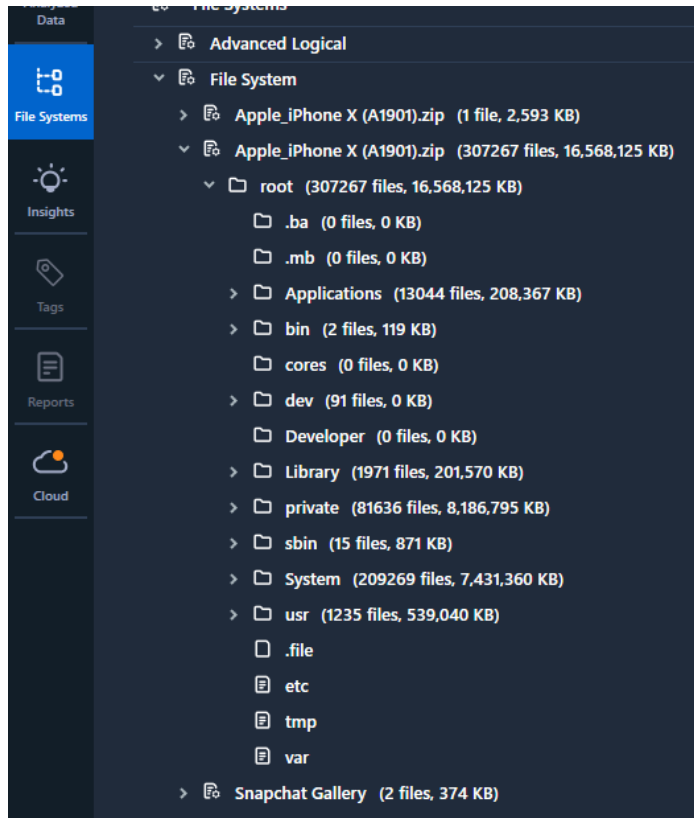 Data
File Systems
Insights
Tags
Reports
Cloud
File Systems
Advanced Logical
File System
Apple_iPhone X (A1901).zip (1 file, 2,593 KB)
Apple_iPhone X (A1901).zip (307267 files, 16,568,125 KB)
root (307267 files, 16,568,125 KB)
.ba (0 files, 0 KB)
.mb (0 files, 0 KB)
Applications (13044 files, 208,367 KB)
bin (2 files, 119 KB)
cores (0 files, 0 KB)
dev (91 files, 0 KB)
Developer (0 files, 0 KB)
Library (1971 files, 201,570 KB)
private (81636 files, 8,186,795 KB)
sbin (15 files, 871 KB)
System (209269 files, 7,431,360 KB)
usr (1235 files, 539,040 KB)
.file
etc
tmp
var
Snapchat Gallery (2 files, 374 KB)